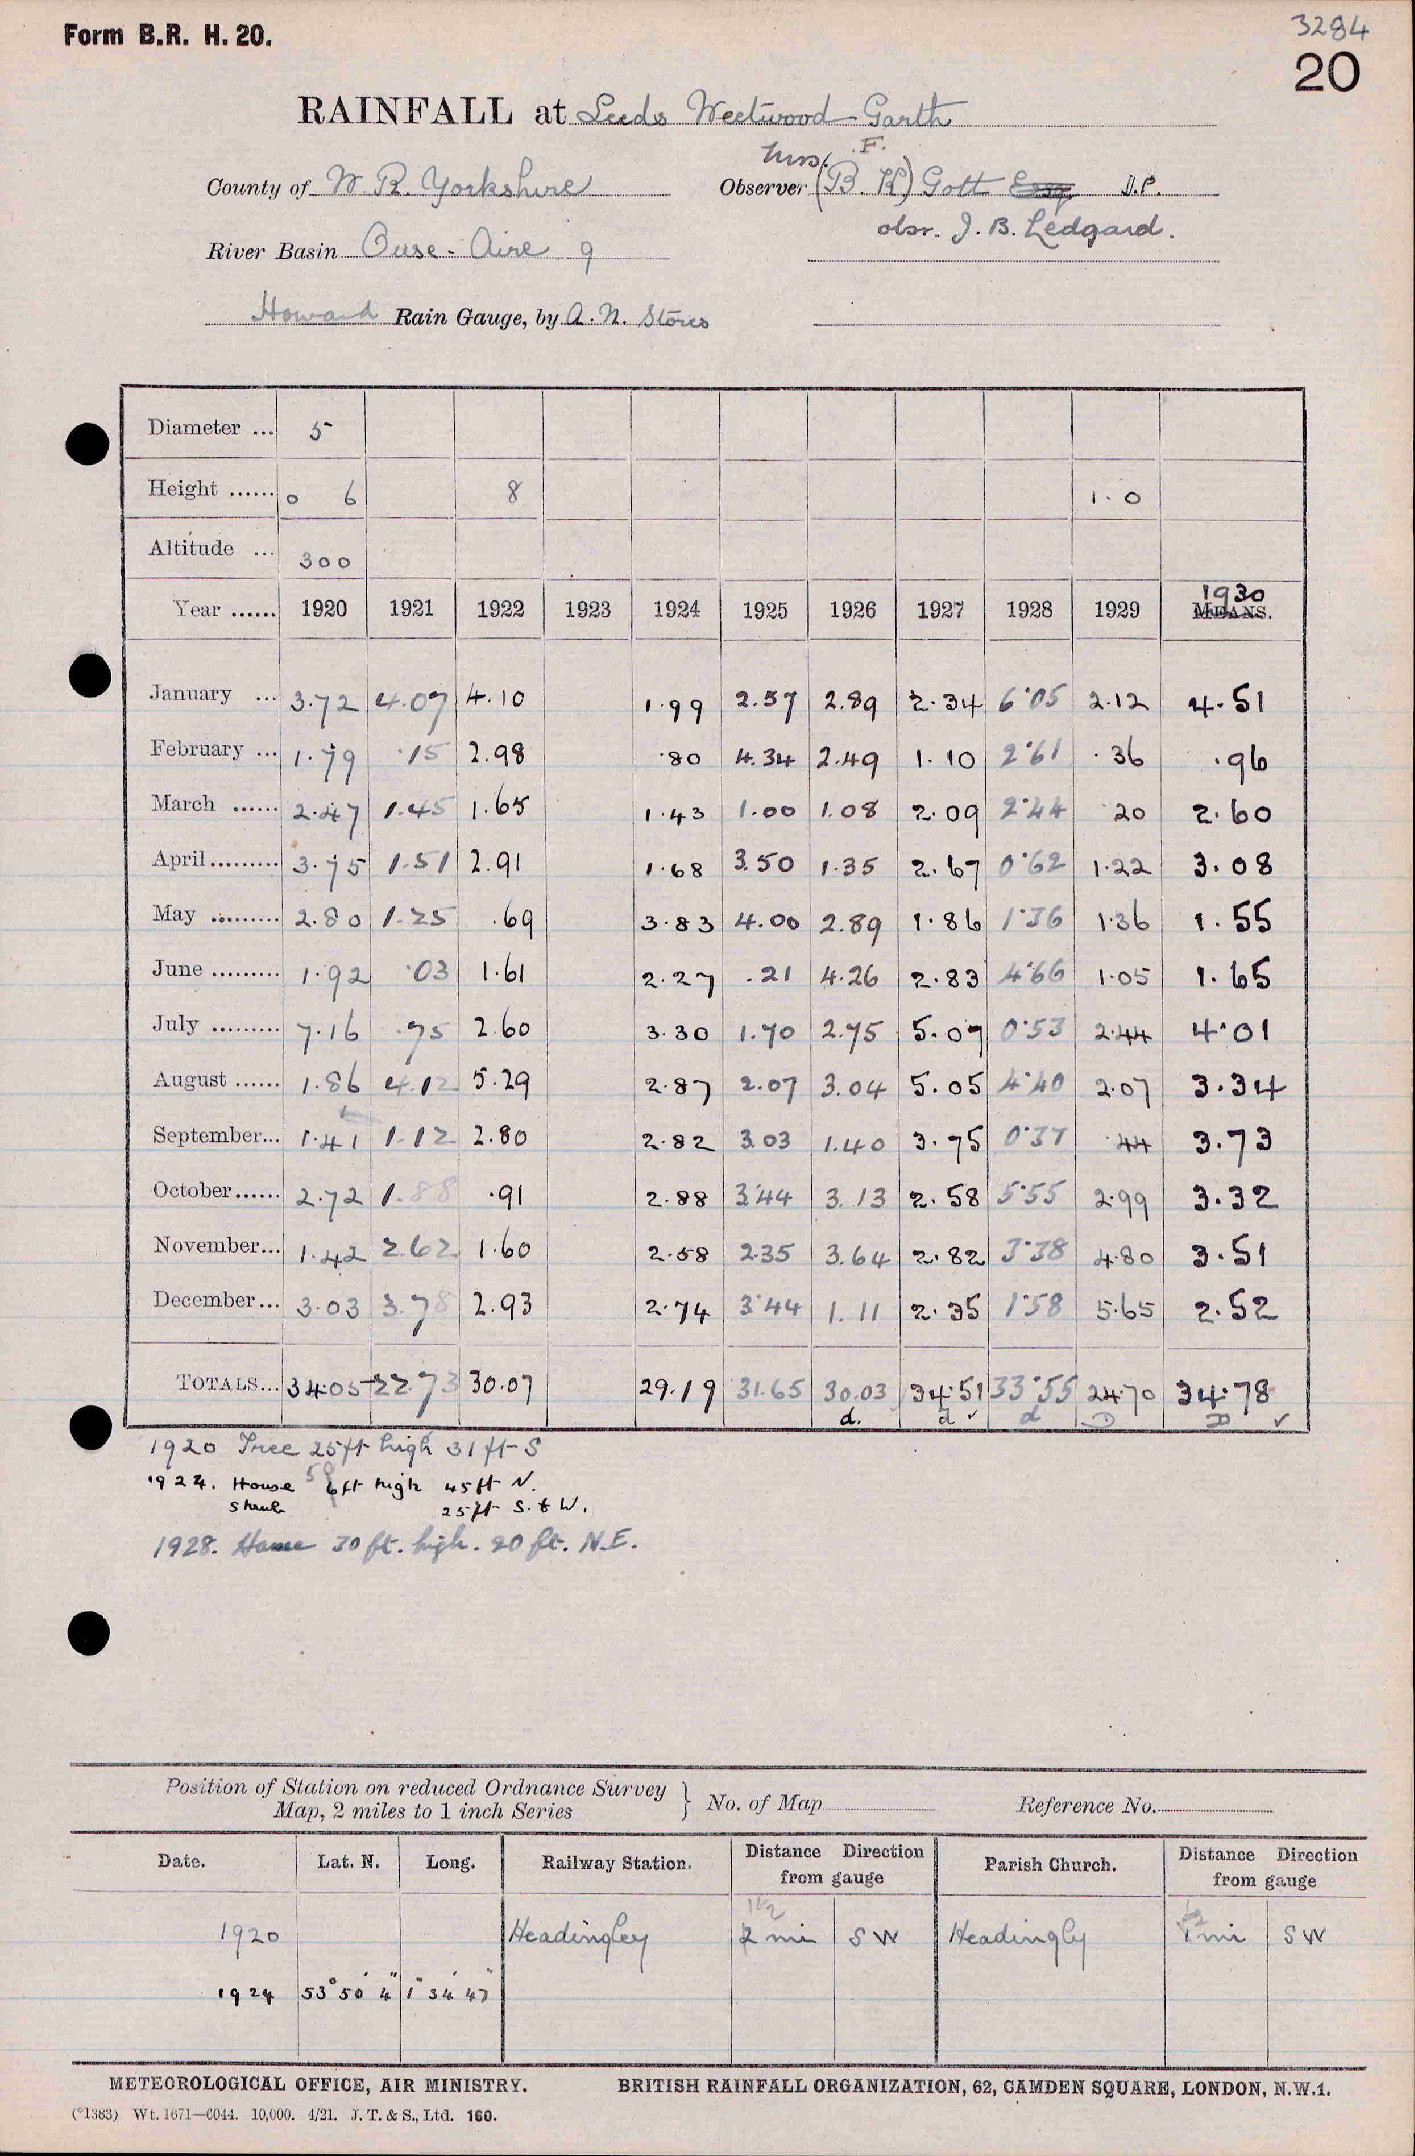 3284
Form B.R. H. 20.
20
RAINFALL at Leeds Weetwood Garth
Mrs. F.
County of W. R. Yorkshire Observer (B. K) Gott Esq. J.P.
obsr. J. B. Ledgard.
River Basin Ouse - Aire 9
Howard Rain Gauge, by A. N. Stores
Diameter ... 5
Height ...... 0 6 8 1 . 0
Altitude ... 300
1930
Year ...... 1920 1921 1922 1923 1924 1925 1926 1927 1928 1929 MEANS.
January ... 3.72 4.07 4.10 1.99 2.57 2.89 2.34 6.05 2.12 4.51
February ... 1.79 .15 2.98 .80 4.34 2.49 1.10 2.61 .36 .96
March ...... 2.47 1.45 1.65 1.43 1.00 1.08 2.09 2.44 20 2.60
April......... 3.75 1.51 2.91 1.68 3.50 1.35 2.67 0.62 1.22 3.08
May ......... 2.80 1.25 .69 3.83 4.00 2.89 1.86 1.36 1.36 1.55
June ......... 1.92 .03 1.61 2.27 .21 4.26 2.83 4.66 1.05 1.65
July ......... 7.16 .75 2.60 3.30 1.70 2.75 5.07 0.53 2.44 4.01
August ...... 1.86 4.12 5.29 2.87 2.07 3.04 5.05 4.40 2.07 3.34
September... 1.41 1.12 2.80 2.82 3.03 1.40 3.75 0.37 .44 3.73
October...... 2.72 1.88 .91 2.88 3.44 3.13 2.58 5.55 2.99 3.32
November... 1.42 2.62 1.60 2.58 2.35 3.64 2.82 3.38 4.80 3.51
December... 3.03 3.78 2.93 2.74 3.44 1.11 2.35 1.58 5.65 2.52
TOTALS... 34.05 22.73 30.07 29.19 31.65 30.03 34.51 33.55 24.70 34.78
d. d ✓ d D D ✓
1920 Tree 25ft high 31 ft S
1924. House 6ft high 45ft N.
Shrub 25ft S. & W.
1928. House 30 ft. high. 20 ft. N.E.
Position of Station on reduced Ordnance Survey
Map, 2 miles to 1 inch Series } No. of Map Reference No.
Date. Lat. N. Long. Railway Station. Distance Direction from gauge Parish Church. Distance Direction from gauge
1½ ½
1920 Headingley 2 mi SW Headingly 1 mi SW
1924 53° 50' 4" 1° 34' 47"
METEOROLOGICAL OFFICE, AIR MINISTRY. BRITISH RAINFALL ORGANIZATION, 62, CAMDEN SQUARE, LONDON, N.W.1.
(*1383) Wt. 1671—6044. 10,000. 4/21. J. T. & S., Ltd. 160.